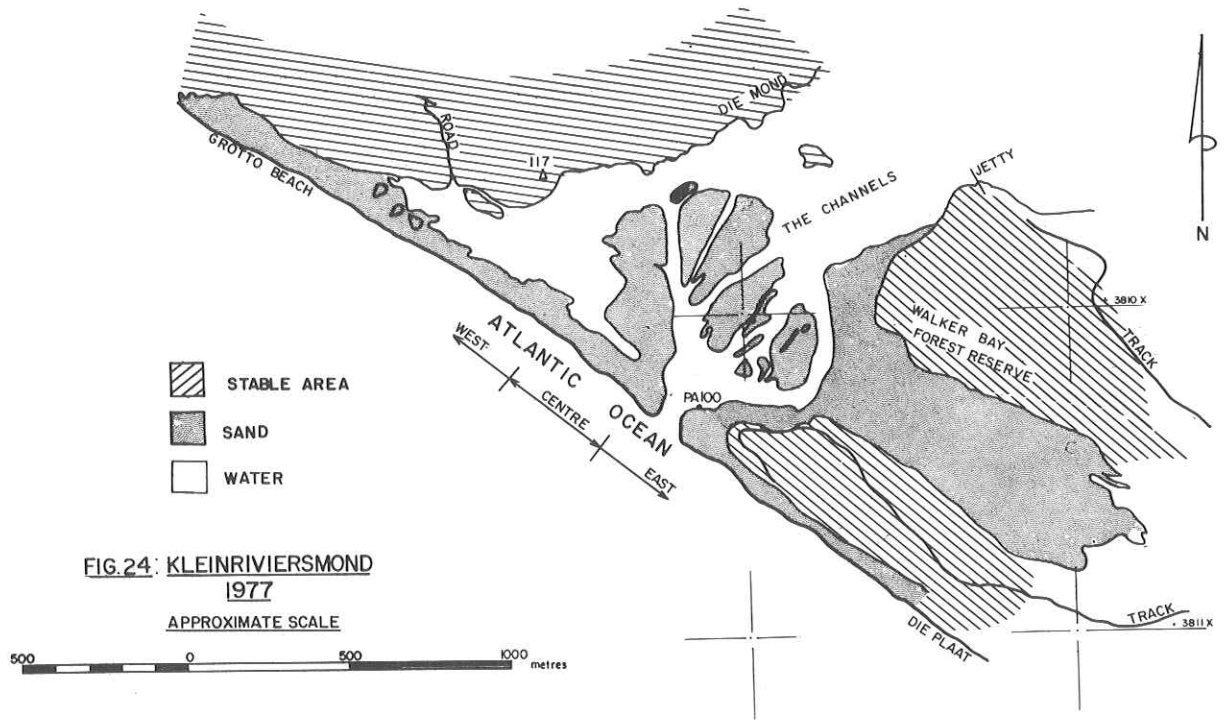 DIE MOND
ROAD
117
GROTTO BEACH
JETTY
THE CHANNELS
N
3810 X
WALKER BAY
FOREST RESERVE
TRACK
ATLANTIC
OCEAN
WEST
CENTRE
EAST
PA100
STABLE AREA
SAND
WATER
FIG.24: KLEINRIVIERSMOND
1977
APPROXIMATE SCALE
500 0 500 1000 metres
TRACK
3811 X
DIE PLAAT